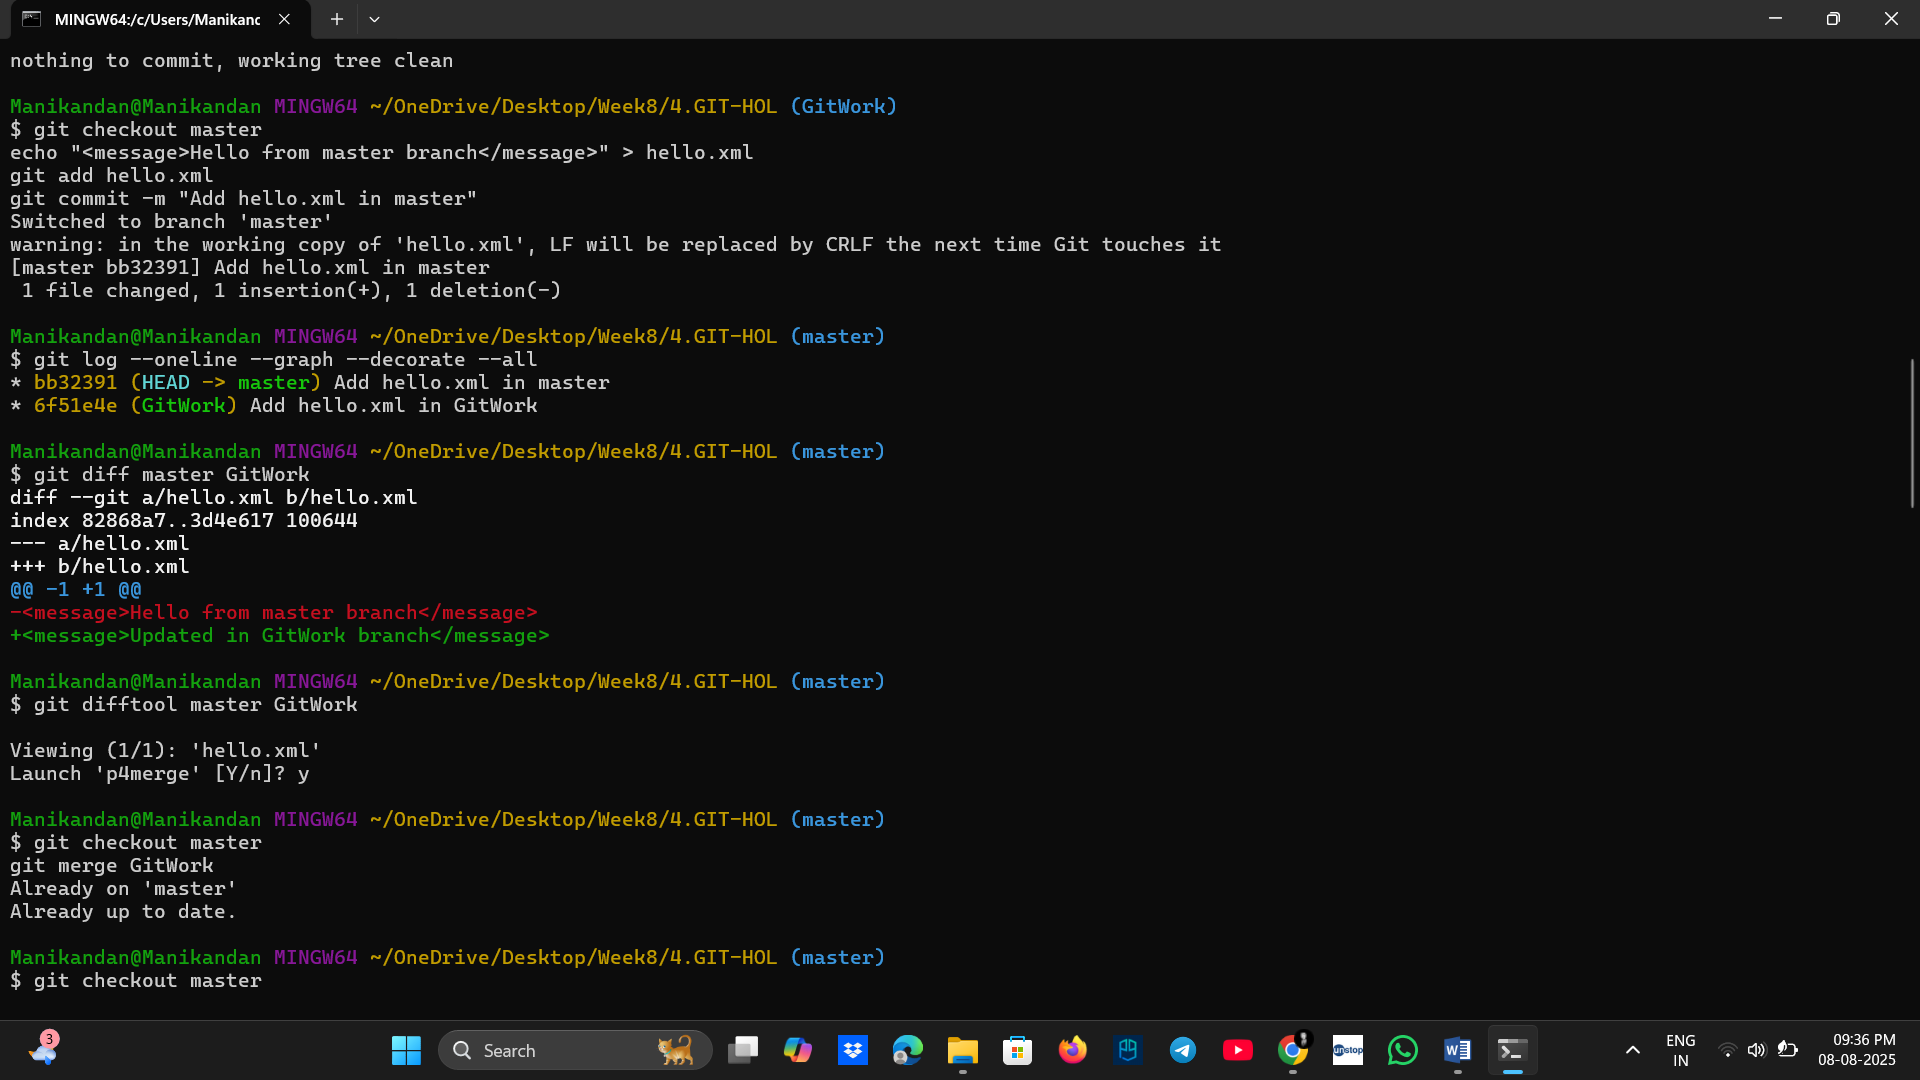 MINGW64:/c/Users/Manikanc
nothing to commit, working tree clean
Manikandan@Manikandan MINGW64 ~/OneDrive/Desktop/Week8/4.GIT-HOL (GitWork)
$ git checkout master
echo "<message>Hello from master branch</message>" > hello.xml
git add hello.xml
git commit -m "Add hello.xml in master"
Switched to branch 'master'
warning: in the working copy of 'hello.xml', LF will be replaced by CRLF the next time Git touches it
[master bb32391] Add hello.xml in master
 1 file changed, 1 insertion(+), 1 deletion(-)
Manikandan@Manikandan MINGW64 ~/OneDrive/Desktop/Week8/4.GIT-HOL (master)
$ git log --oneline --graph --decorate --all
* bb32391 (HEAD -> master) Add hello.xml in master
* 6f51e4e (GitWork) Add hello.xml in GitWork
Manikandan@Manikandan MINGW64 ~/OneDrive/Desktop/Week8/4.GIT-HOL (master)
$ git diff master GitWork
diff --git a/hello.xml b/hello.xml
index 82868a7..3d4e617 100644
--- a/hello.xml
+++ b/hello.xml
@@ -1 +1 @@
-<message>Hello from master branch</message>
+<message>Updated in GitWork branch</message>
Manikandan@Manikandan MINGW64 ~/OneDrive/Desktop/Week8/4.GIT-HOL (master)
$ git difftool master GitWork
Viewing (1/1): 'hello.xml'
Launch 'p4merge' [Y/n]? y
Manikandan@Manikandan MINGW64 ~/OneDrive/Desktop/Week8/4.GIT-HOL (master)
$ git checkout master
git merge GitWork
Already on 'master'
Already up to date.
Manikandan@Manikandan MINGW64 ~/OneDrive/Desktop/Week8/4.GIT-HOL (master)
$ git checkout master
3
Search
unstop
W
ENG
IN
09:36 PM
08-08-2025